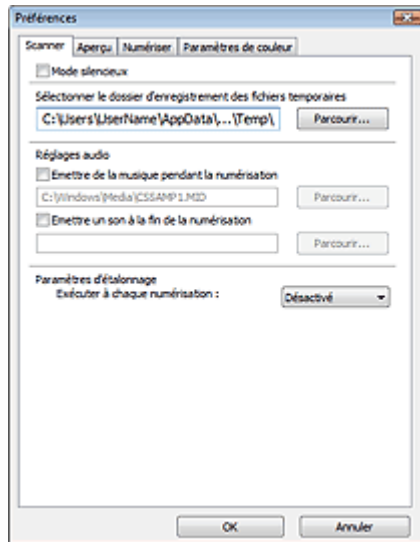 Préférences
Scanner Aperçu Numériser Paramètres de couleur
Mode silencieux
Sélectionner le dossier d'enregistrement des fichiers temporaires
C:\Users\UserName\AppData\...\Temp\ Parcourir...
Réglages audio
Emettre de la musique pendant la numérisation
C:\Windows\Media\CSSAMP1.MID Parcourir...
Emettre un son à la fin de la numérisation
Parcourir...
Paramètres d'étalonnage
Exécuter à chaque numérisation : Désactivé
OK Annuler